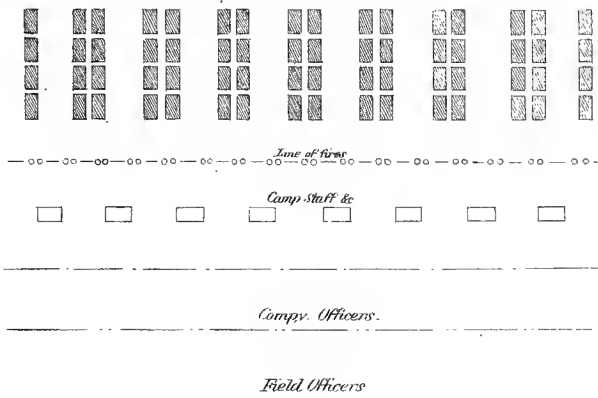 Line of fires
Camp Staff &c
Compy. Officers.
Field Officers